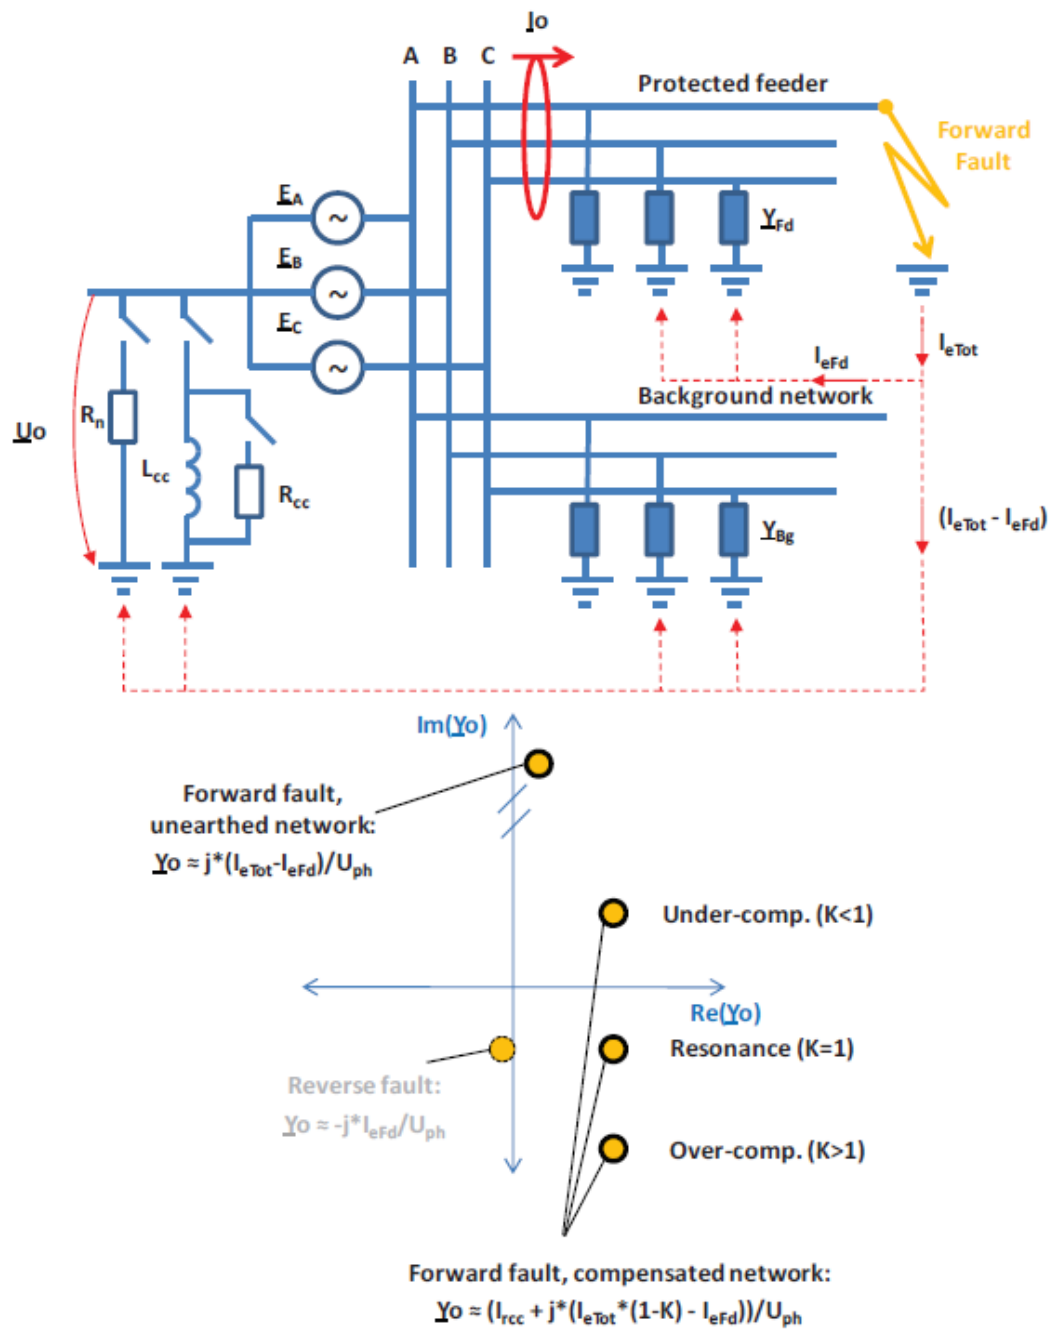 Io
A B C
Protected feeder
Forward
Fault
EA
YFd
EB
EC
IeTot
IeFd
Background network
Uo
Rn
Lcc
Rcc
YBg
(IeTot - IeFd)
~
~
~
Im(Yo)
Forward fault,
unearthed network:
Yo ≈ j*(IeTot-IeFd)/Uph
Under-comp. (K<1)
Re(Yo)
Resonance (K=1)
Reverse fault:
Yo ≈ -j*IeFd/Uph
Over-comp. (K>1)
Forward fault, compensated network:
Yo ≈ (Ircc + j*(IeTot*(1-K) - IeFd))/Uph